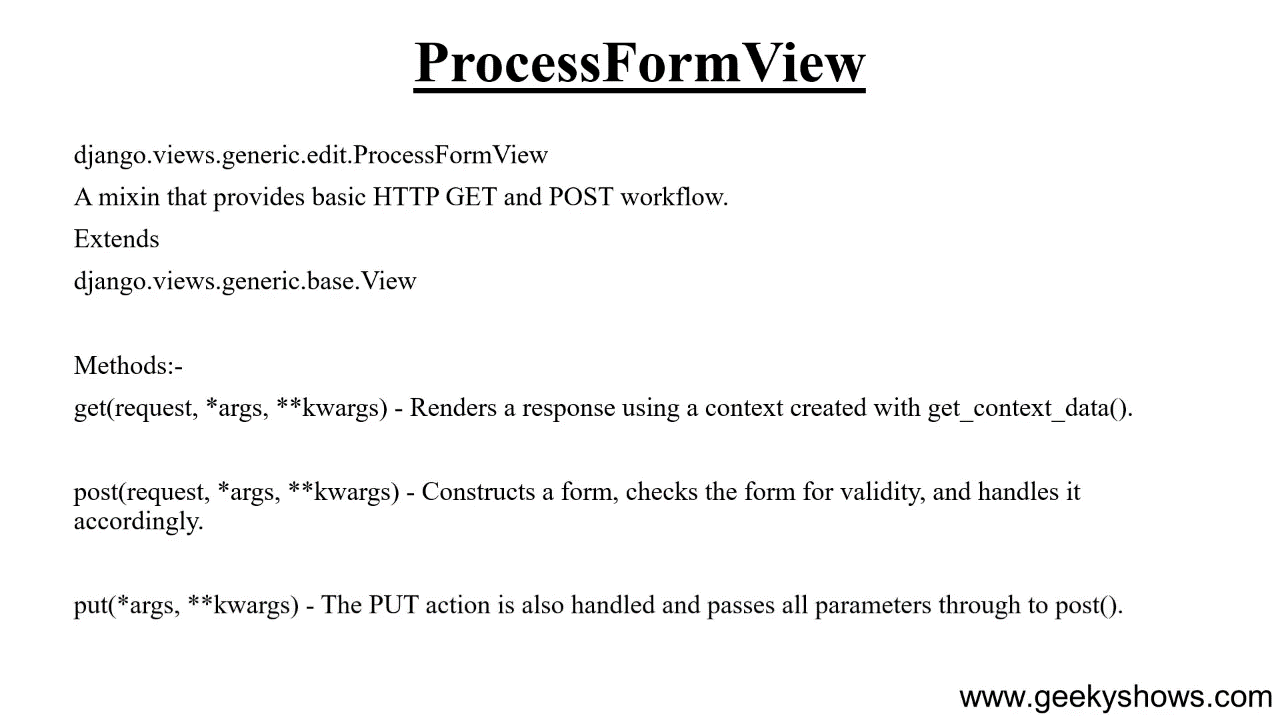 ProcessFormView
django.views.generic.edit.ProcessFormView
A mixin that provides basic HTTP GET and POST workflow.
Extends
django.views.generic.base.View
Methods:-
get(request, *args, **kwargs) - Renders a response using a context created with get_context_data().
post(request, *args, **kwargs) - Constructs a form, checks the form for validity, and handles it
accordingly.
put(*args, **kwargs) - The PUT action is also handled and passes all parameters through to post().
www.geekyshows.com